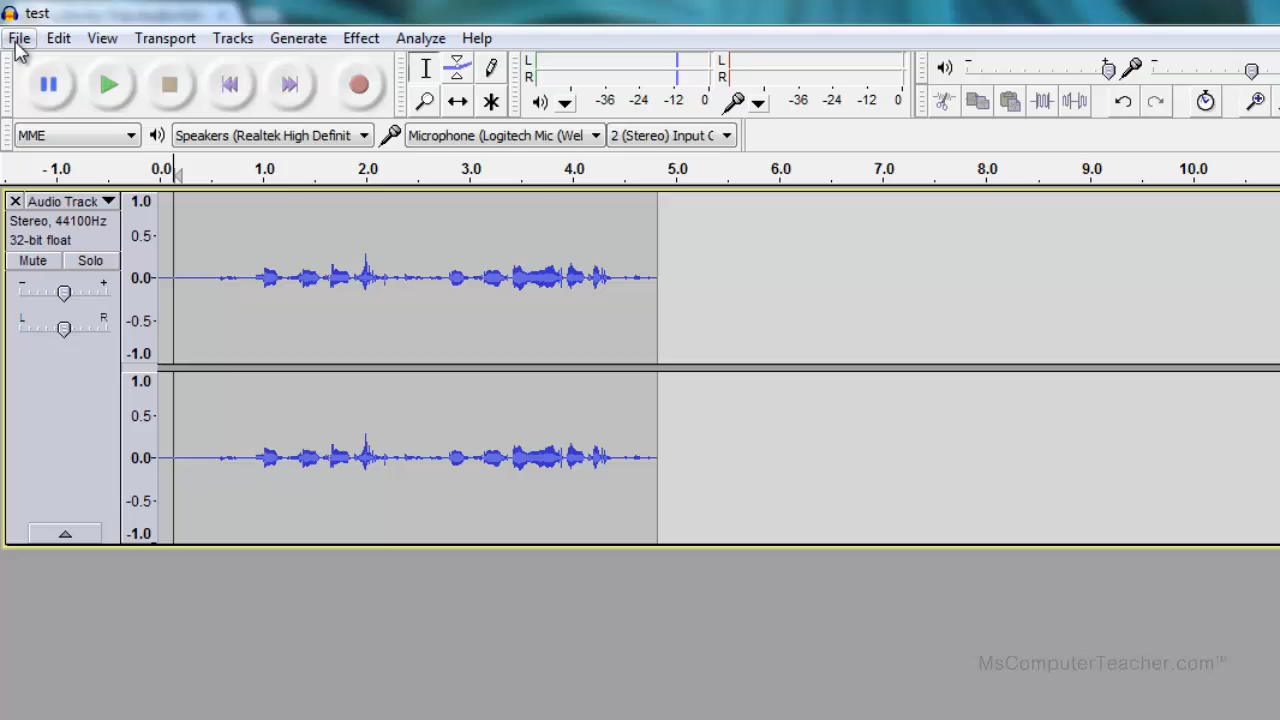 test
File Edit View Transport Tracks Generate Effect Analyze Help
L L
R R
-36 -24 -12 0 -36 -24 -12 0
- + -
MME Speakers (Realtek High Definit Microphone (Logitech Mic (Wel 2 (Stereo) Input C
- 1.0 0.0 1.0 2.0 3.0 4.0 5.0 6.0 7.0 8.0 9.0 10.0
Audio Track
Stereo, 44100Hz
32-bit float
Mute Solo
- +
L R
1.0
0.5
0.0
-0.5
-1.0
1.0
0.5
0.0
-0.5
-1.0
MsComputerTeacher.com™